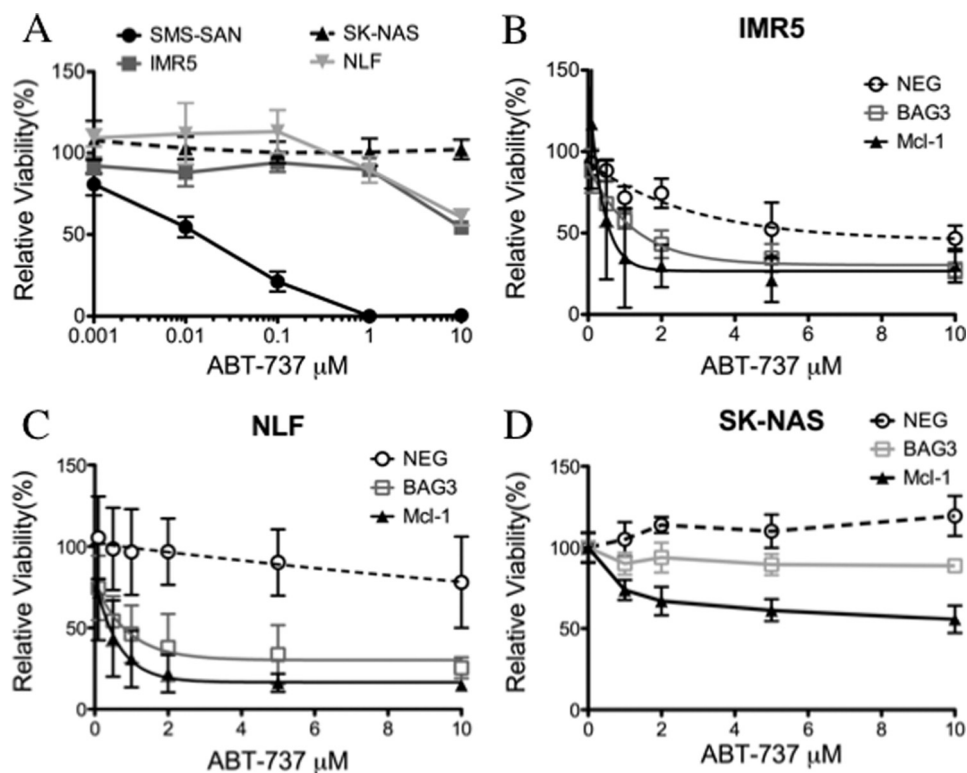 A
SMS-SAN
SK-NAS
IMR5
NLF
Relative Viability(%)
150
100
50
0
0.001
0.01
0.1
1
10
ABT-737 μM
B
IMR5
NEG
BAG3
Mcl-1
Relative Viability(%)
150
100
50
0
0
2
4
6
8
10
ABT-737 μM
C
NLF
NEG
BAG3
Mcl-1
Relative Viability(%)
150
100
50
0
0
2
4
6
8
10
ABT-737 μM
D
SK-NAS
NEG
BAG3
Mcl-1
Relative Viability(%)
150
100
50
0
0
2
4
6
8
10
ABT-737 μM